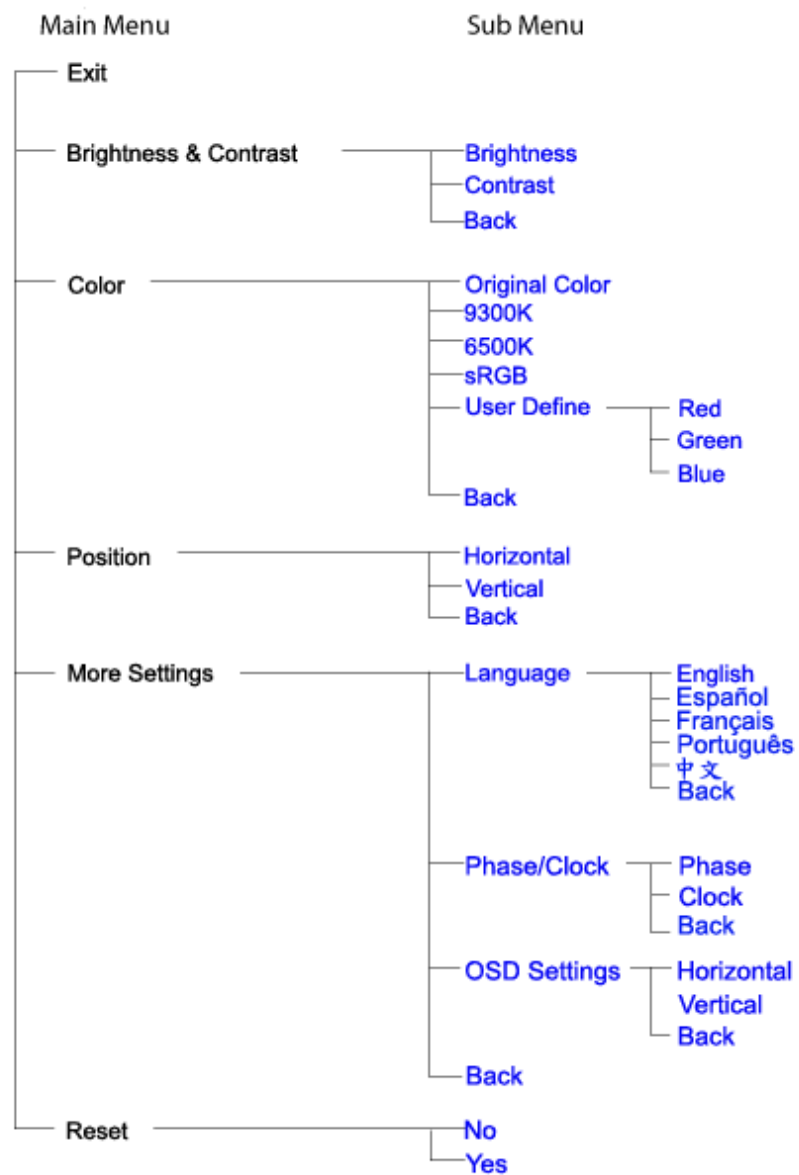 Main Menu Sub Menu
Exit
Brightness & Contrast Brightness
Contrast
Back
Color Original Color
9300K
6500K
sRGB
User Define Red
Green
Blue
Back
Position Horizontal
Vertical
Back
More Settings Language English
Español
Français
Português
中文
Back
Phase/Clock Phase
Clock
Back
OSD Settings Horizontal
Vertical
Back
Back
Reset No
Yes